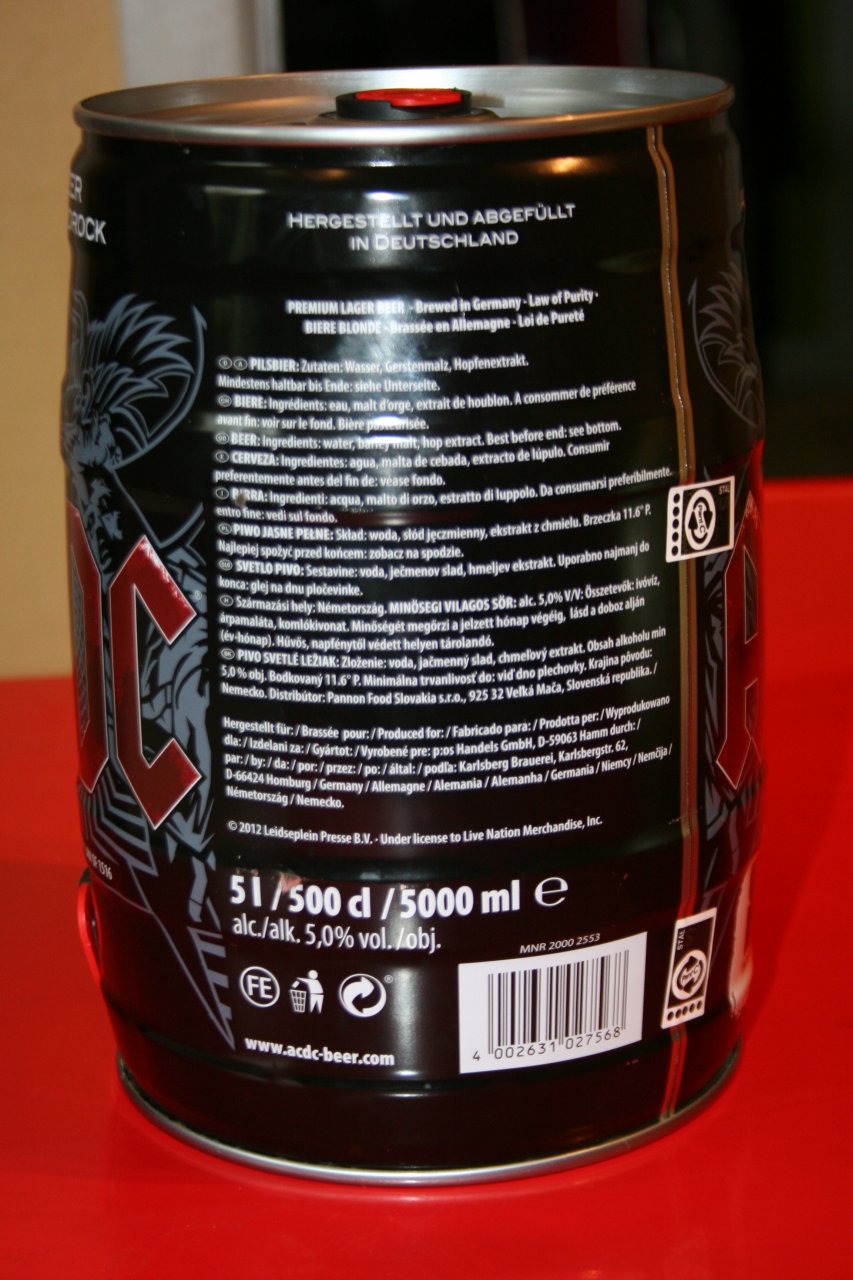 ER
ROCK
HERGESTELLT UND ABGEFÜLLT
IN DEUTSCHLAND
PREMIUM LAGER BEER · Brewed in Germany · Law of Purity ·
BIERE BLONDE · Brassée en Allemagne · Loi de Pureté
D A PILSBIER: Zutaten: Wasser, Gerstenmalz, Hopfenextrakt.
Mindestens haltbar bis Ende: siehe Unterseite.
BIERE: Ingrédients: eau, malt d'orge, extrait de houblon. A consommer de préférence
avant fin: voir sur le fond. Bière pasteurisée.
GB BEER: Ingredients: water, barley malt, hop extract. Best before end: see bottom.
E CERVEZA: Ingredientes: agua, malta de cebada, extracto de lúpulo. Consumir
preferentemente antes del fin de: véase fondo.
I BIRRA: Ingredienti: acqua, malto di orzo, estratto di luppolo. Da consumarsi preferibilmente
entro fine: vedi sul fondo.
PL PIWO JASNE PEŁNE: Skład: woda, słód jęczmienny, ekstrakt z chmielu. Brzeczka 11.6° P.
Najlepiej spożyć przed końcem: zobacz na spodzie.
SLO SVETLO PIVO: Sestavine: voda, ječmenov slad, hmeljev ekstrakt. Uporabno najmanj do
konca: glej na dnu pločevinke.
H Származási hely: Németország. MINŐSEGI VILAGOS SÖR: alc. 5,0% V/V; Összetevők: ivóvíz,
árpamaláta, komlókivonat. Minőségét megőrzi a jelzett hónap végéig, lásd a doboz alján
(év-hónap). Hűvös, napfénytől védett helyen tárolandó.
SK PIVO SVETLÉ LEŽIAK: Zloženie: voda, jačmenný slad, chmeľový extrakt. Obsah alkoholu min
5,0 % obj. Bodkovaný 11.6° P. Minimálna trvanlivosť do: viď dno plechovky. Krajina pôvodu:
Nemecko. Distribútor: Pannon Food Slovakia s.r.o., 925 32 Veľká Mača, Slovenská republika. /
Hergestellt für: / Brassée pour: / Produced for: / Fabricado para: / Prodotta per: / Wyprodukowano
dla: / Izdelani za: / Gyártot: / Vyrobené pre: p:os Handels GmbH, D-59063 Hamm durch: /
par: / by: / da: / por: / przez: / po: / által: / podľa: Karlsberg Brauerei, Karlsbergstr. 62,
D-66424 Homburg / Germany / Allemagne / Alemania / Alemanha / Germania / Niemcy / Nemčija /
Németország / Nemecko.
© 2012 Leidseplein Presse B.V. · Under license to Live Nation Merchandise, Inc.
DC
1516
5 l / 500 cl / 5000 ml ℮
alc./alk. 5,0% vol. /obj.
FE
www.acdc-beer.com
MNR 2000 2553
4 002631 027568
STAL
STAL
A